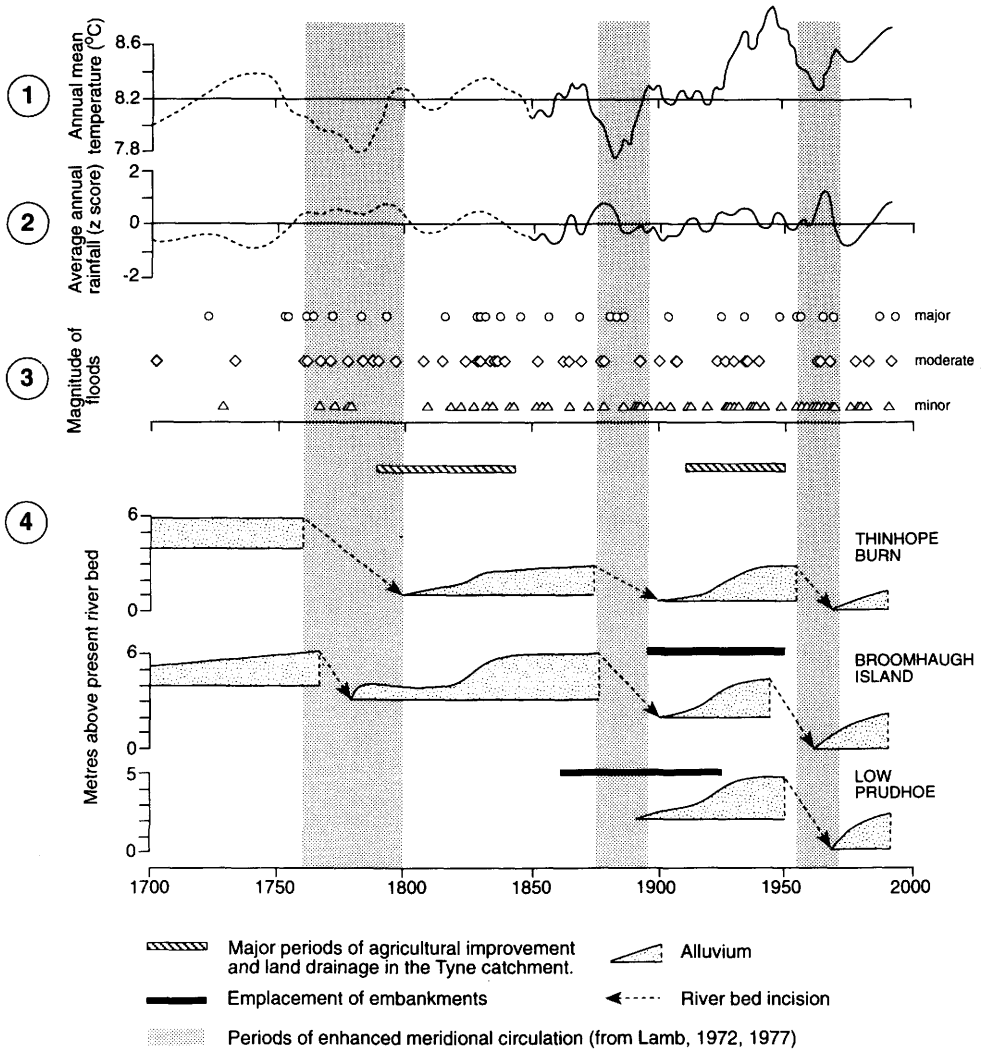 1
Annual mean
temperature (°C)
8.6
8.2
7.8
2
Average annual
rainfall (z score)
2
0
-2
3
Magnitude of
floods
major
moderate
minor
4
Metres above present river bed
6
0
THINHOPE
BURN
6
0
BROOMHAUGH
ISLAND
5
0
LOW
PRUDHOE
1700 1750 1800 1850 1900 1950 2000
Major periods of agricultural improvement
and land drainage in the Tyne catchment.
Alluvium
Emplacement of embankments
River bed incision
Periods of enhanced meridional circulation (from Lamb, 1972, 1977)